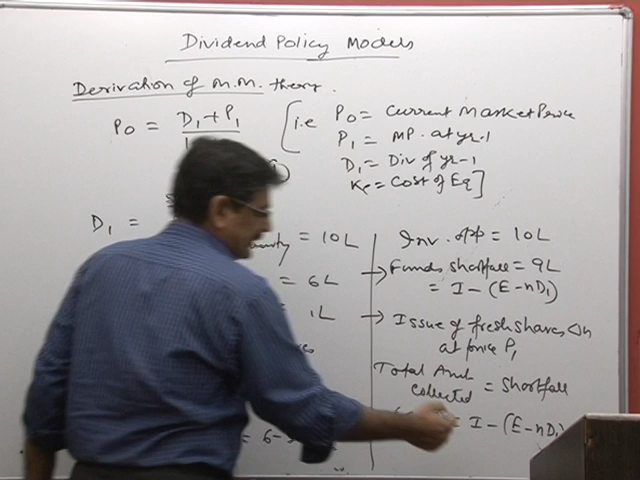 Dividend Policy Models
Derivation of M.M. theory.
P0 = D1 + P1
[i.e P0 = Current Market Price
P1 = MP. at yr-1
D1 = Div of yr-1
Ke = Cost of Eq]
D1 =
= 10L
= 6L
1L
= 6-
Inv. opp = 10L
→ Funds shortfall = 9L
= I - (E-nD1)
→ Issue of fresh shares Δn
at price P1
Total Amt
collected = Shortfall
= I - (E-nD1)